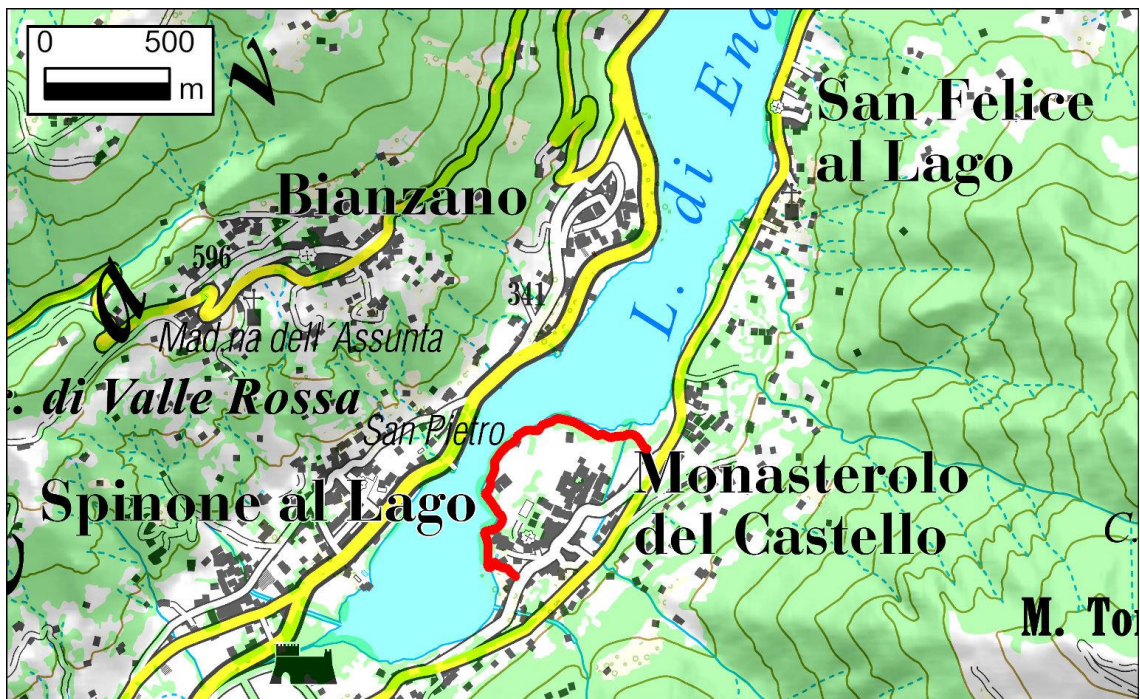 0 500
m
v
a
L. di End
San Felice
al Lago
Bianzano
596
341
Mad.na dell' Assunta
c. di Valle Rossa
San Pietro
Spinone al Lago
Monasterolo
del Castello
C.
M. Tor